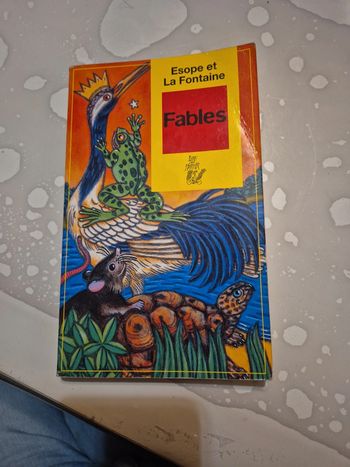 Esope et
La Fontaine
Fables